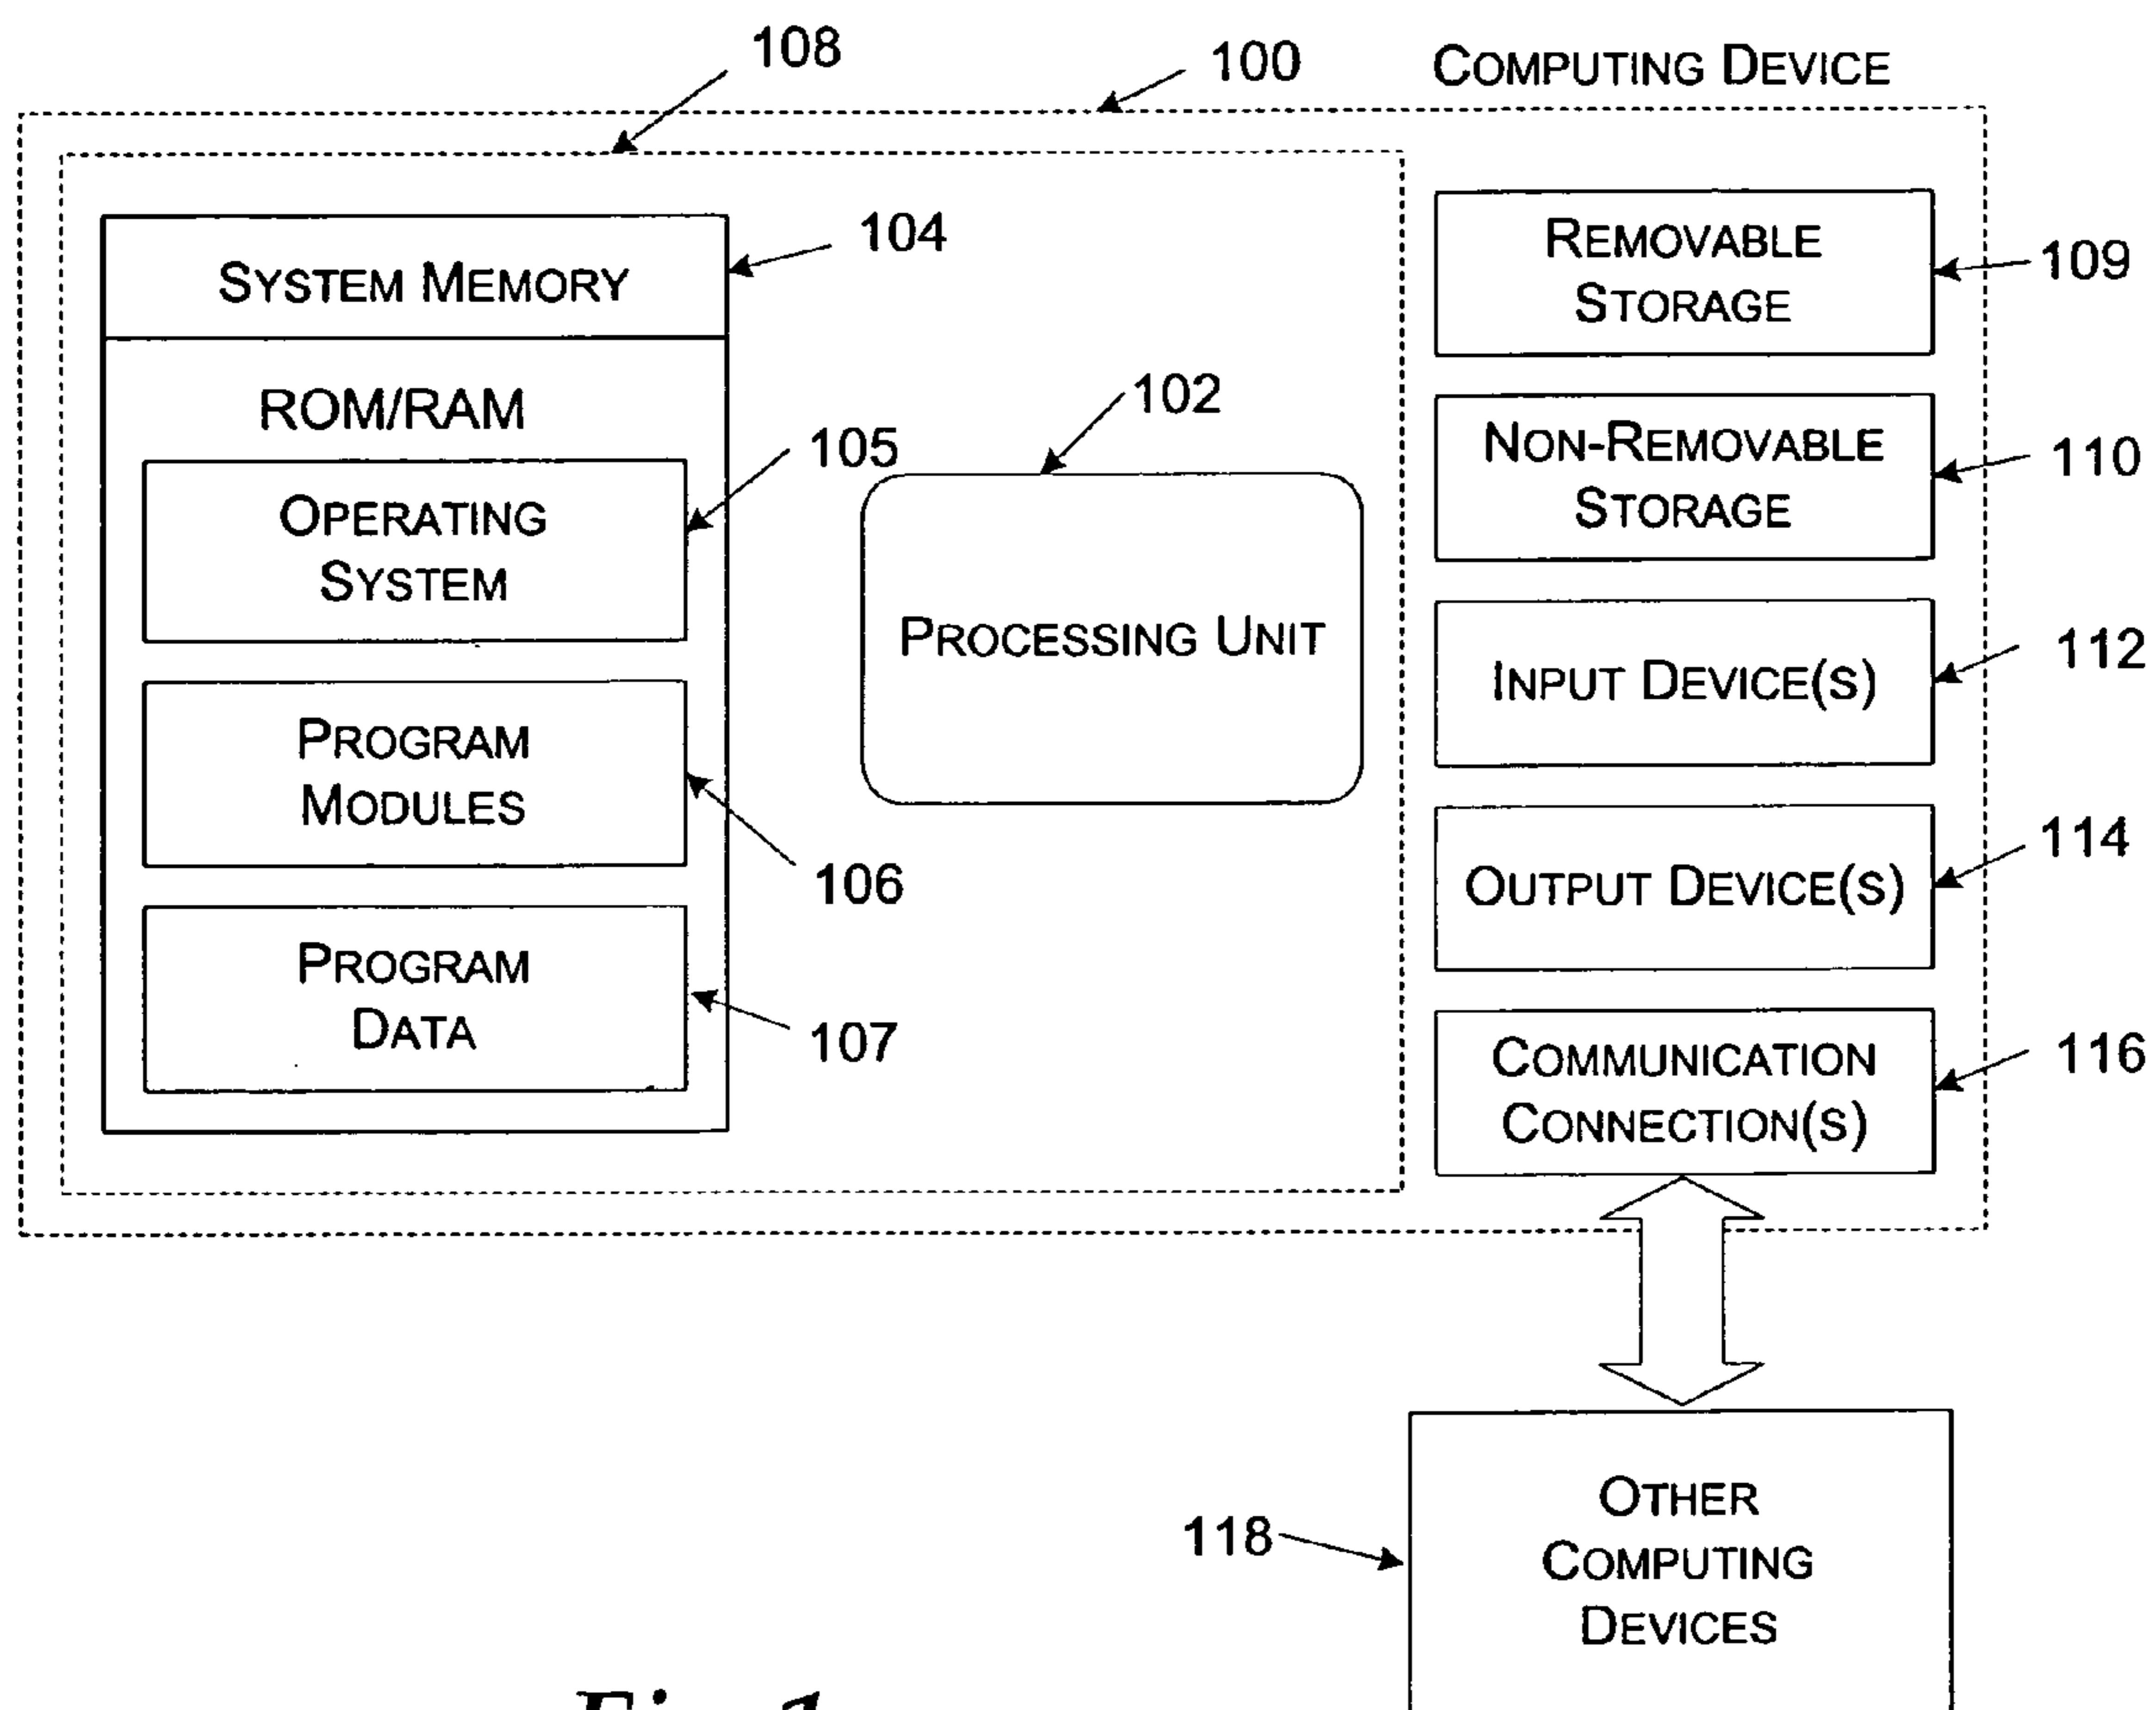 108
100
COMPUTING DEVICE
SYSTEM MEMORY
104
ROM/RAM
OPERATING
SYSTEM
105
PROGRAM
MODULES
106
PROGRAM
DATA
107
102
PROCESSING UNIT
REMOVABLE
STORAGE
109
NON-REMOVABLE
STORAGE
110
INPUT DEVICE(S)
112
OUTPUT DEVICE(S)
114
COMMUNICATION
CONNECTION(S)
116
118
OTHER
COMPUTING
DEVICES